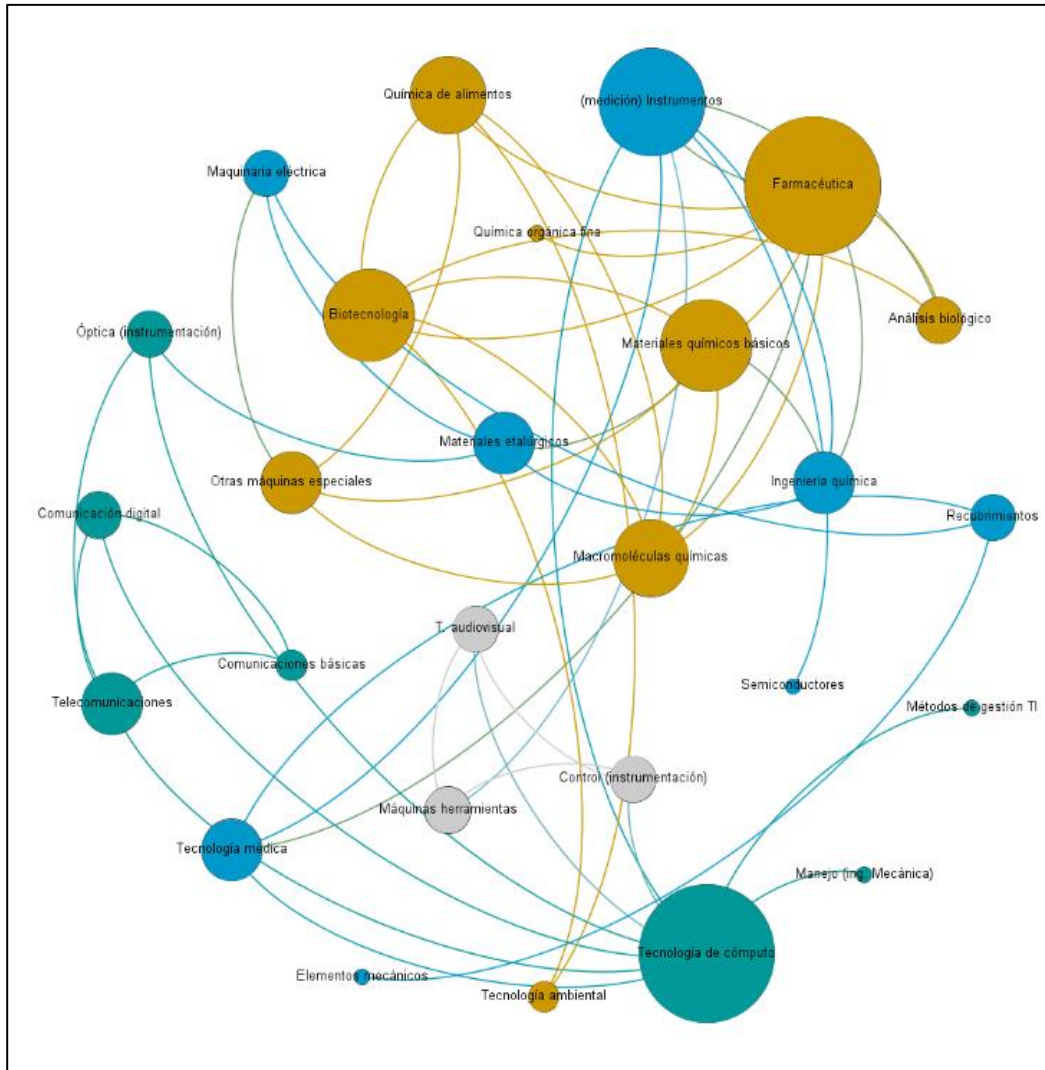 Química de alimentos
(medición) Instrumentos
Maquinaria eléctrica
Farmacéutica
Química orgánica fina
Biotecnología
Análisis biológico
Óptica (instrumentación)
Materiales químicos básicos
Materiales etalúrgicos
Otras máquinas especiales
Ingeniería química
Comunicación digital
Recubrimientos
Macromoléculas químicas
T. audiovisual
Comunicaciones básicas
Semiconductores
Telecomunicaciones
Métodos de gestión TI
Control (instrumentación)
Máquinas herramientas
Tecnología médica
Manejo (ing. Mecánica)
Tecnología de cómputo
Elementos mecánicos
Tecnología ambiental